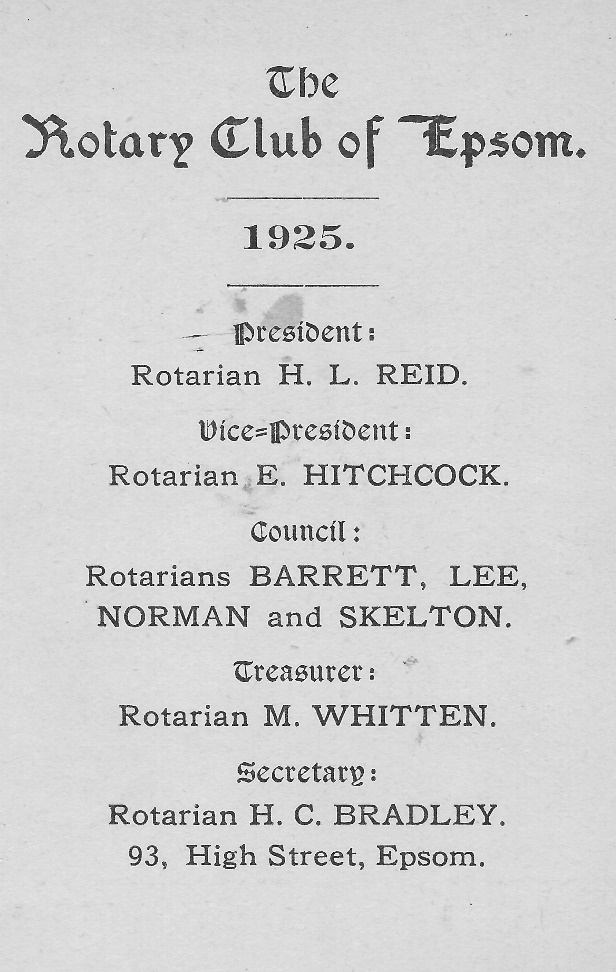 The
Rotary Club of Epsom.
1925.
President:
Rotarian H. L. REID.
Vice=President:
Rotarian E. HITCHCOCK.
Council:
Rotarians BARRETT, LEE,
NORMAN and SKELTON.
Treasurer:
Rotarian M. WHITTEN.
Secretary:
Rotarian H. C. BRADLEY.
93, High Street, Epsom.